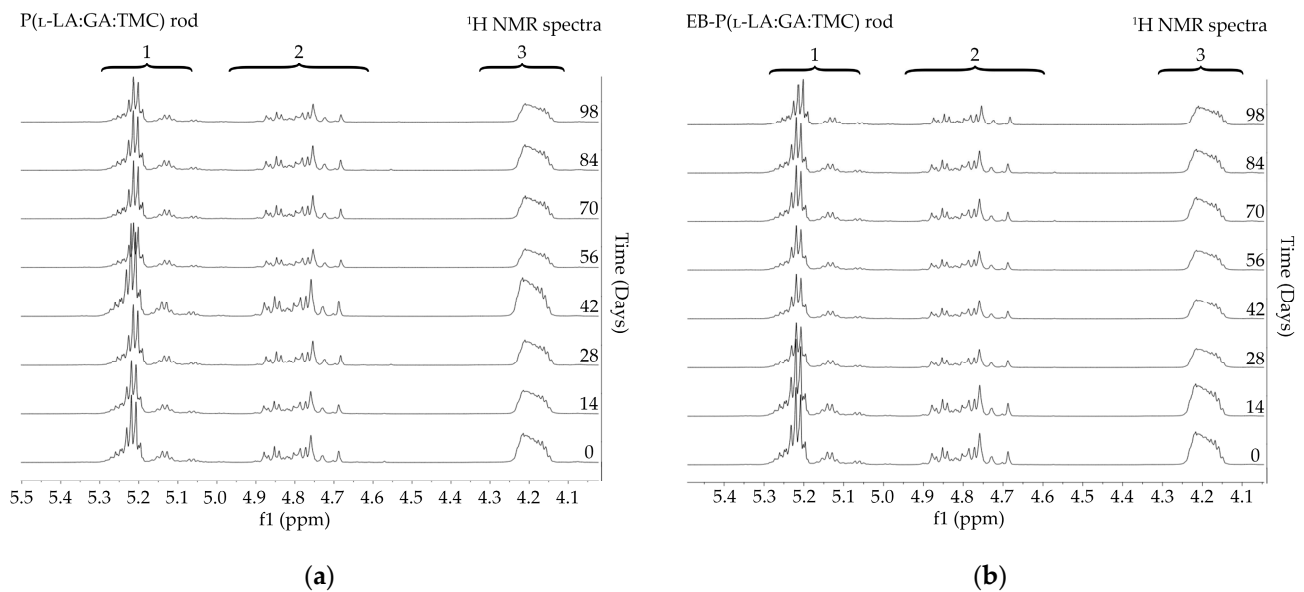 P(ʟ-LA:GA:TMC) rod
¹H NMR spectra
1
2
3
98
84
70
56
42
28
14
0
Time (Days)
5.5 5.4 5.3 5.2 5.1 5.0 4.9 4.8 4.7 4.6 4.5 4.4 4.3 4.2 4.1
f1 (ppm)
(a)
EB-P(ʟ-LA:GA:TMC) rod
¹H NMR spectra
1
2
3
98
84
70
56
42
28
14
0
Time (Days)
5.4 5.3 5.2 5.1 5.0 4.9 4.8 4.7 4.6 4.5 4.4 4.3 4.2 4.1
f1 (ppm)
(b)